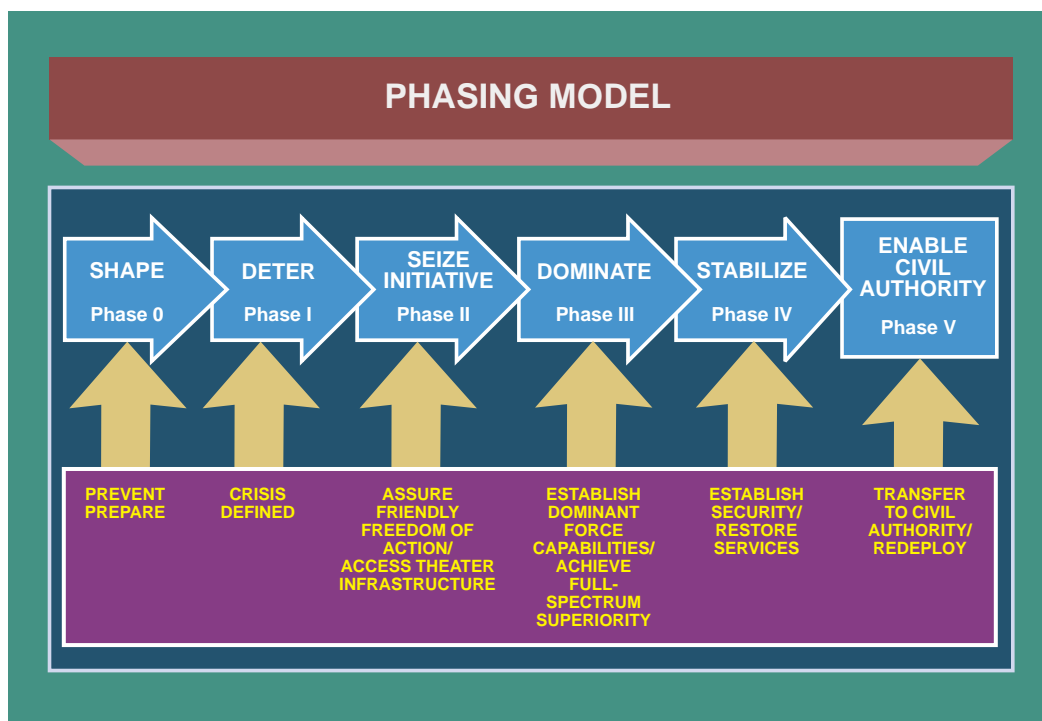 PHASING MODEL
SHAPE
Phase 0
DETER
Phase I
SEIZE
INITIATIVE
Phase II
DOMINATE
Phase III
STABILIZE
Phase IV
ENABLE
CIVIL
AUTHORITY
Phase V
PREVENT
PREPARE
CRISIS
DEFINED
ASSURE
FRIENDLY
FREEDOM OF
ACTION/
ACCESS THEATER
INFRASTRUCTURE
ESTABLISH
DOMINANT
FORCE
CAPABILITIES/
ACHIEVE
FULL-
SPECTRUM
SUPERIORITY
ESTABLISH
SECURITY/
RESTORE
SERVICES
TRANSFER
TO CIVIL
AUTHORITY/
REDEPLOY